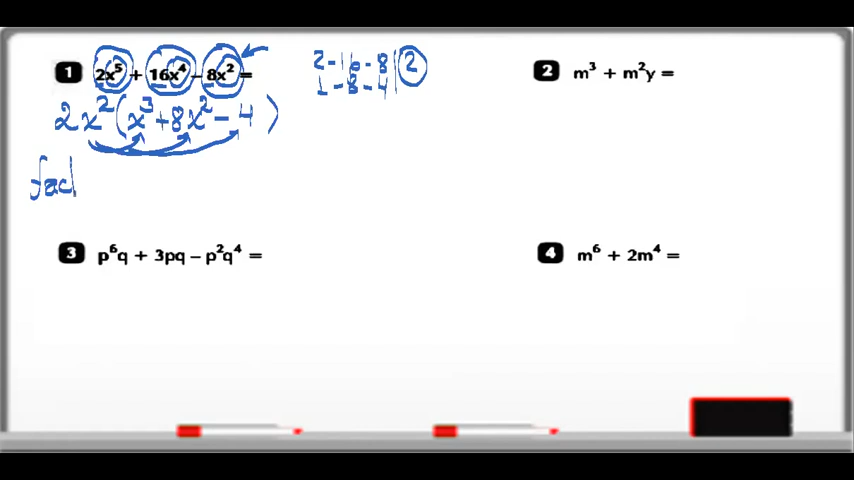 1 2x⁵ + 16x⁴ – 8x² =
2 - 16 - 8 | 2
1 - 8 - 4
2x²(x³+8x²-4)
fact
2 m³ + m²y =
3 p⁶q + 3pq – p²q⁴ =
4 m⁶ + 2m⁴ =